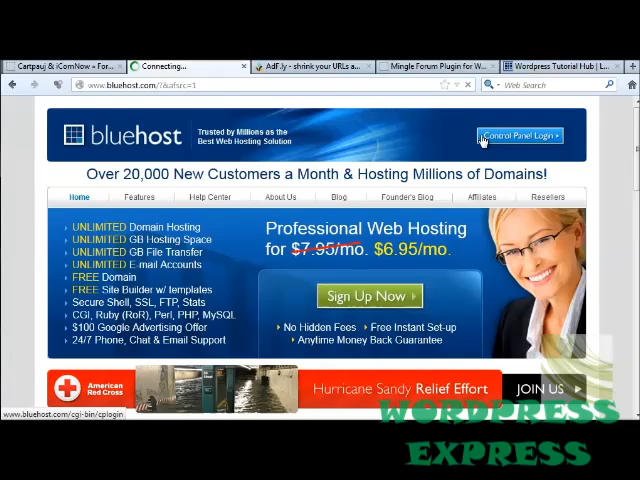 Cartpauj & iComNow » For...
Connecting...
AdF.ly - shrink your URLs a...
Mingle Forum Plugin for W...
Wordpress Tutorial Hub | L...
www.bluehost.com/?&afsrc=1
Web Search
bluehost
Trusted by Millions as the
Best Web Hosting Solution
Control Panel Login
Over 20,000 New Customers a Month & Hosting Millions of Domains!
Home
Features
Help Center
About Us
Blog
Founder's Blog
Affiliates
Resellers
UNLIMITED Domain Hosting
UNLIMITED GB Hosting Space
UNLIMITED GB File Transfer
UNLIMITED E-mail Accounts
FREE Domain
FREE Site Builder w/ templates
Secure Shell, SSL, FTP, Stats
CGI, Ruby (RoR), Perl, PHP, MySQL
$100 Google Advertising Offer
24/7 Phone, Chat & Email Support
Professional Web Hosting
for $7.95/mo. $6.95/mo.
Sign Up Now
No Hidden Fees
Free Instant Set-up
Anytime Money Back Guarantee
American
Red Cross
Hurricane Sandy Relief Effort
JOIN US
www.bluehost.com/cgi-bin/cplogin
WORDPRESS
EXPRESS